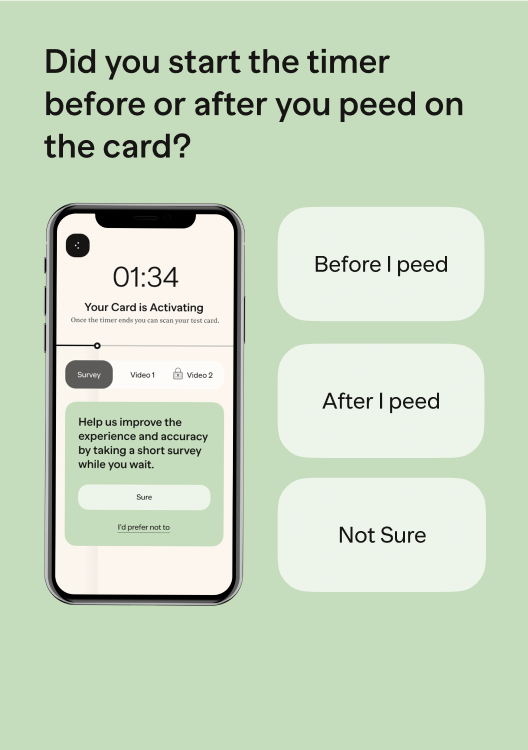 Did you start the timer
before or after you peed on
the card?
01:34
Your Card is Activating
Once the timer ends you can scan your test card.
Survey
Video 1
Video 2
Help us improve the
experience and accuracy
by taking a short survey
while you wait.
Sure
I'd prefer not to
Before I peed
After I peed
Not Sure